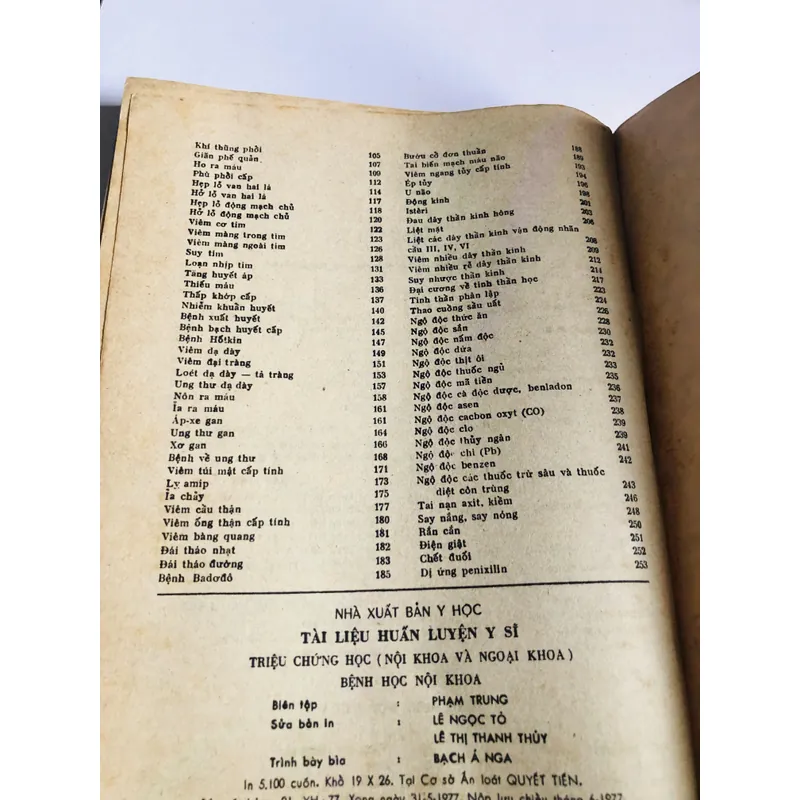 Khí thũng phổi 105
Giãn phế quản 107
Ho ra máu 109
Phù phổi cấp 112
Hẹp lỗ van hai lá 114
Hở lỗ van hai lá 117
Hẹp lỗ động mạch chủ 118
Hở lỗ động mạch chủ 120
Viêm cơ tim 122
Viêm màng trong tim 123
Viêm màng ngoài tim 126
Suy tim 128
Loạn nhịp tim 131
Tăng huyết áp 133
Thiếu máu 136
Thấp khớp cấp 137
Nhiễm khuẩn huyết 140
Bệnh xuất huyết 142
Bệnh bạch huyết cấp 145
Bệnh Hốtkin 147
Viêm dạ dày 149
Viêm đại tràng 151
Loét dạ dày — tá tràng 153
Ung thư dạ dày 157
Nôn ra máu 158
Ỉa ra máu 161
Áp-xe gan 161
Ung thư gan 164
Xơ gan 166
Bệnh về ung thư 168
Viêm túi mật cấp tính 171
Lỵ amip 173
Ỉa chảy 175
Viêm cầu thận 177
Viêm ống thận cấp tính 180
Viêm bàng quang 181
Đái tháo nhạt 182
Đái tháo đường 183
Bệnh Badơđô 185
Bướu cổ đơn thuần 188
Tai biến mạch máu não 189
Viêm ngang tủy cấp tính 193
Ép tủy 194
U não 196
Động kinh 198
Istêri 201
Đau dây thần kinh hông 203
Liệt mặt 206
Liệt các dây thần kinh vận động nhãn
cầu III, IV, VI 208
Viêm nhiều dây thần kinh 209
Viêm nhiều rễ dây thần kinh 212
Suy nhược thần kinh 214
Đại cương về tinh thần học 217
Tinh thần phân lập 223
Thao cuồng sầu uất 224
Ngộ độc thức ăn 226
Ngộ độc sắn 228
Ngộ độc nấm độc 230
Ngộ độc dứa 232
Ngộ độc thịt ôi 232
Ngộ độc thuốc ngủ 233
Ngộ độc mã tiền 235
Ngộ độc cà độc dược, benladon 236
Ngộ độc asen 237
Ngộ độc cacbon oxyt (CO) 238
Ngộ độc clo 239
Ngộ độc thủy ngân 239
Ngộ độc chì (Pb) 241
Ngộ độc benzen 242
Ngộ độc các thuốc trừ sâu và thuốc
diệt côn trùng 243
Tai nạn axit, kiềm 246
Say nắng, say nóng 248
Rắn cắn 250
Điện giật 251
Chết đuối 252
Dị ứng penixilin 253
NHÀ XUẤT BẢN Y HỌC
TÀI LIỆU HUẤN LUYỆN Y SĨ
TRIỆU CHỨNG HỌC (NỘI KHOA VÀ NGOẠI KHOA)
BỆNH HỌC NỘI KHOA
Biên tập : PHẠM TRUNG
Sửa bản in : LÊ NGỌC TỎ
LÊ THỊ THANH THỦY
Trình bày bìa : BẠCH Á NGA
In 5.100 cuốn. Khổ 19 X 26. Tại Cơ sở Ấn loát QUYẾT TIẾN.
YH — 77. Xong ngày 31-5-1977. Nộp lưu chiểu tháng 6-1977